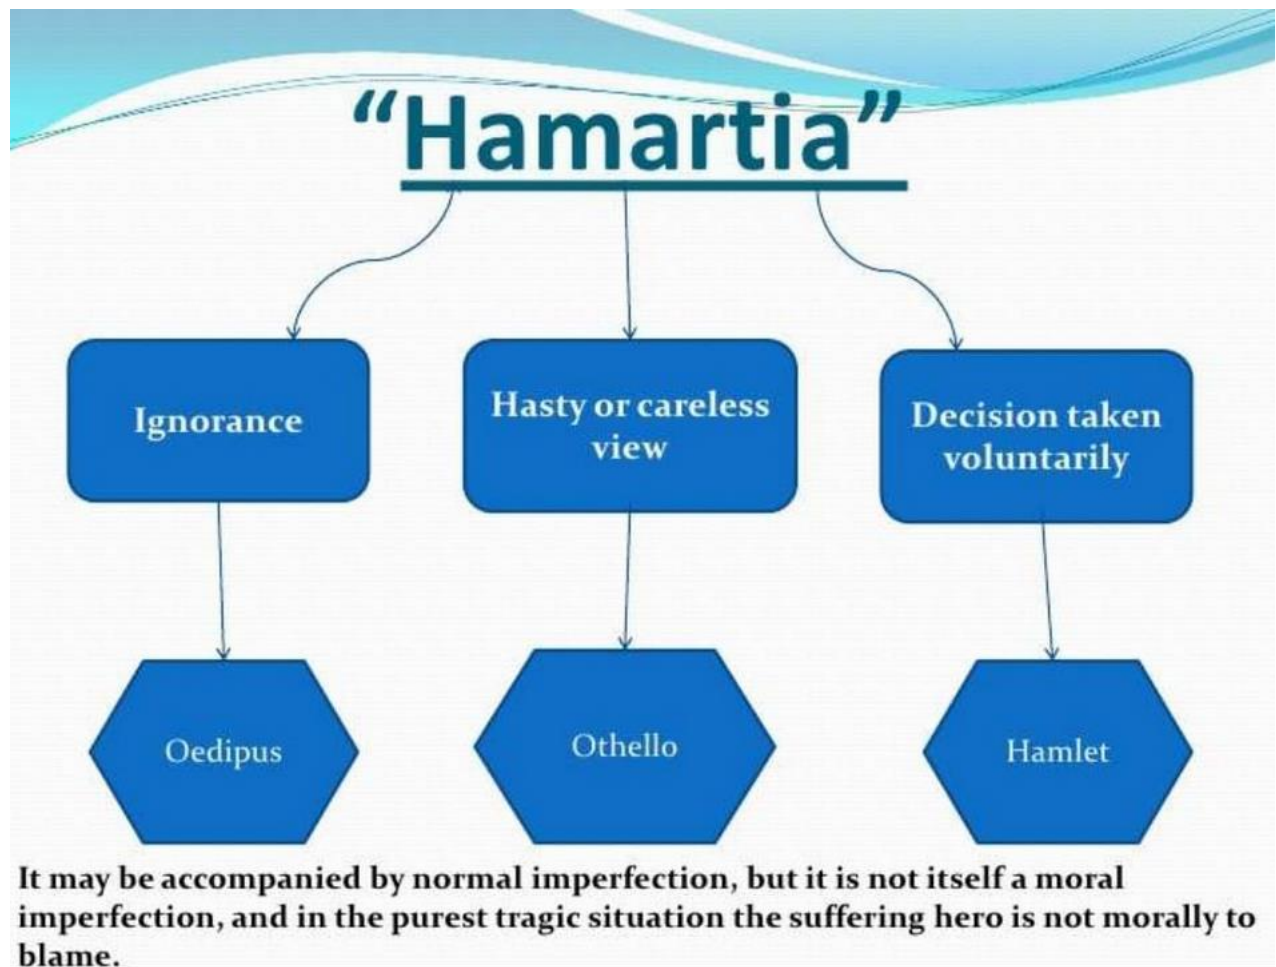 “Hamartia”
Ignorance
Hasty or careless
view
Decision taken
voluntarily
Oedipus
Othello
Hamlet
It may be accompanied by normal imperfection, but it is not itself a moral
imperfection, and in the purest tragic situation the suffering hero is not morally to
blame.